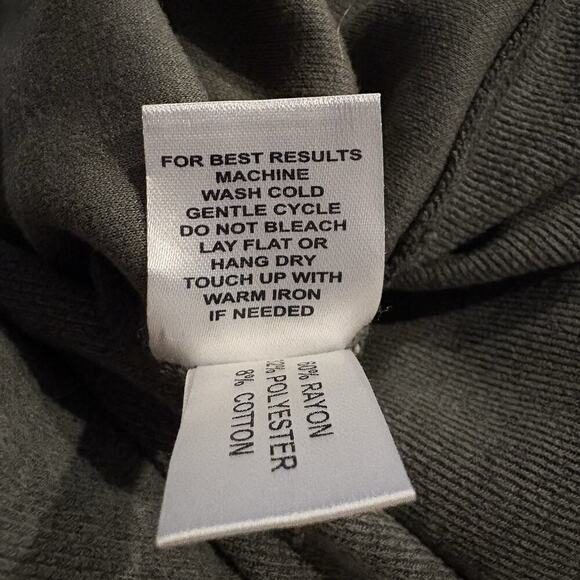 FOR BEST RESULTS
MACHINE
WASH COLD
GENTLE CYCLE
DO NOT BLEACH
LAY FLAT OR
HANG DRY
TOUCH UP WITH
WARM IRON
IF NEEDED
60% RAYON
POLYESTER
8% COTTON